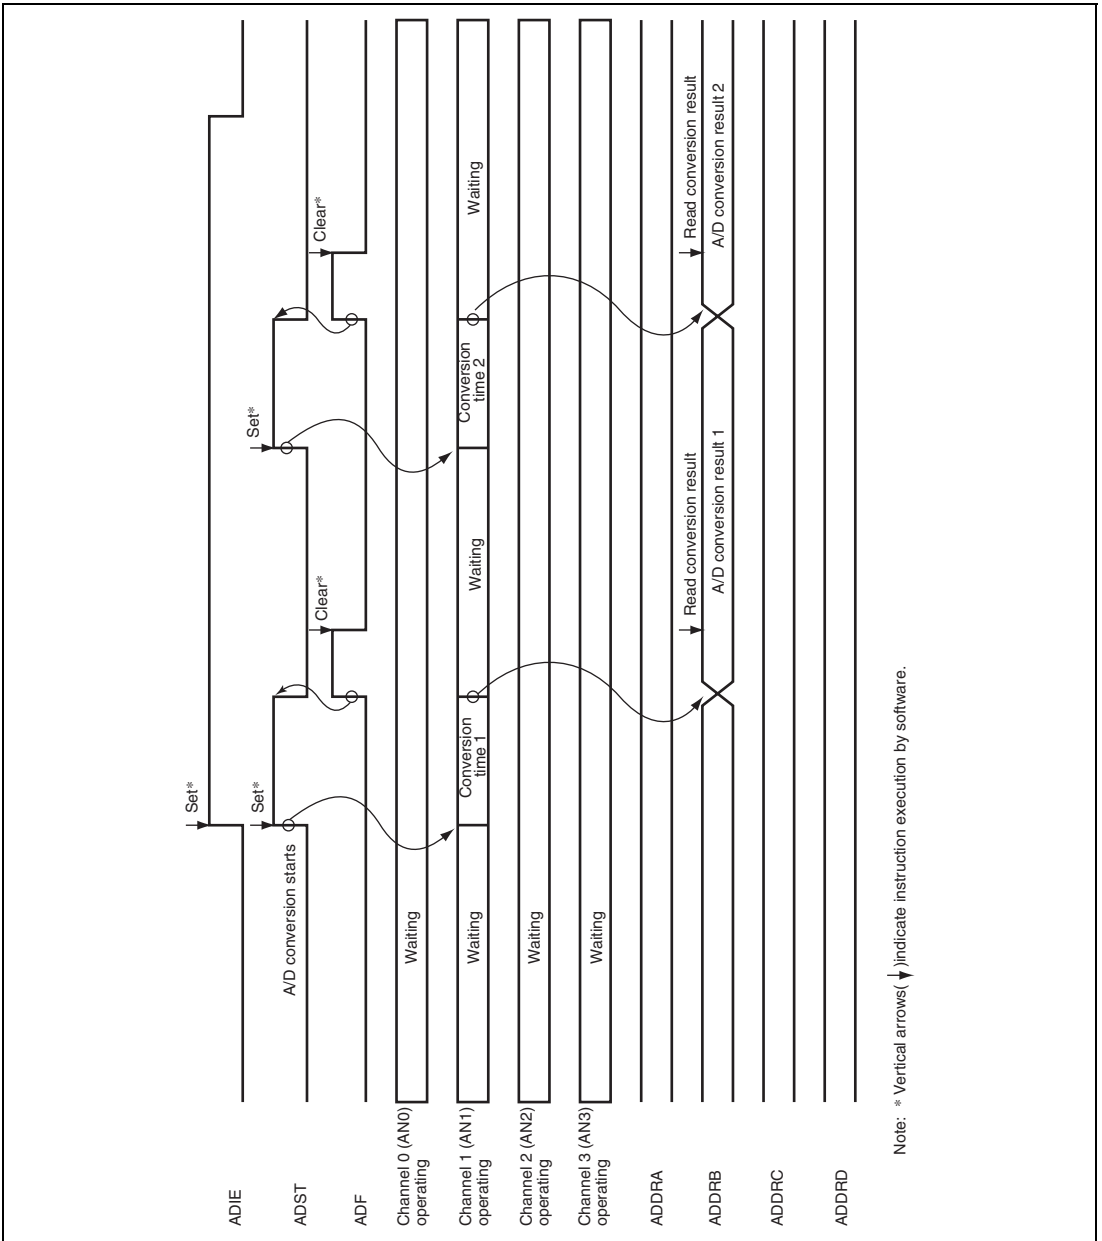 ADIE
Set*
ADST
A/D conversion starts
Set*
Set*
ADF
Clear*
Clear*
Channel 0 (AN0)
operating
Waiting
Channel 1 (AN1)
operating
Waiting
Conversion
time 1
Waiting
Conversion
time 2
Waiting
Channel 2 (AN2)
operating
Waiting
Channel 3 (AN3)
operating
Waiting
ADDRA
Read conversion result
Read conversion result
ADDRB
A/D conversion result 1
A/D conversion result 2
ADDRC
ADDRD
Note: * Vertical arrows( )indicate instruction execution by software.